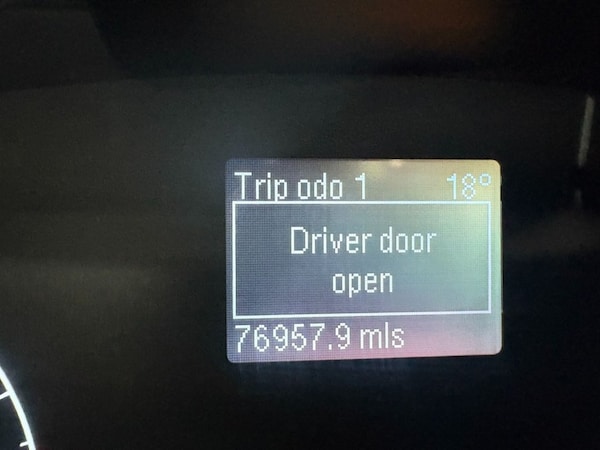 Trip odo 1 18°
Driver door
open
76957.9 mls